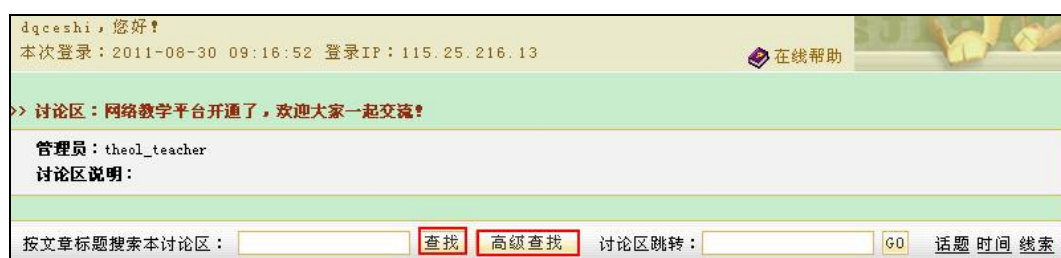 dqceshi，您好！
本次登录：2011-08-30 09:16:52 登录IP：115.25.216.13
在线帮助
>> 讨论区：网络教学平台开通了，欢迎大家一起交流！
管理员：theol_teacher
讨论区说明：
按文章标题搜索本讨论区： 查找 高级查找 讨论区跳转： GO 话题 时间 线索